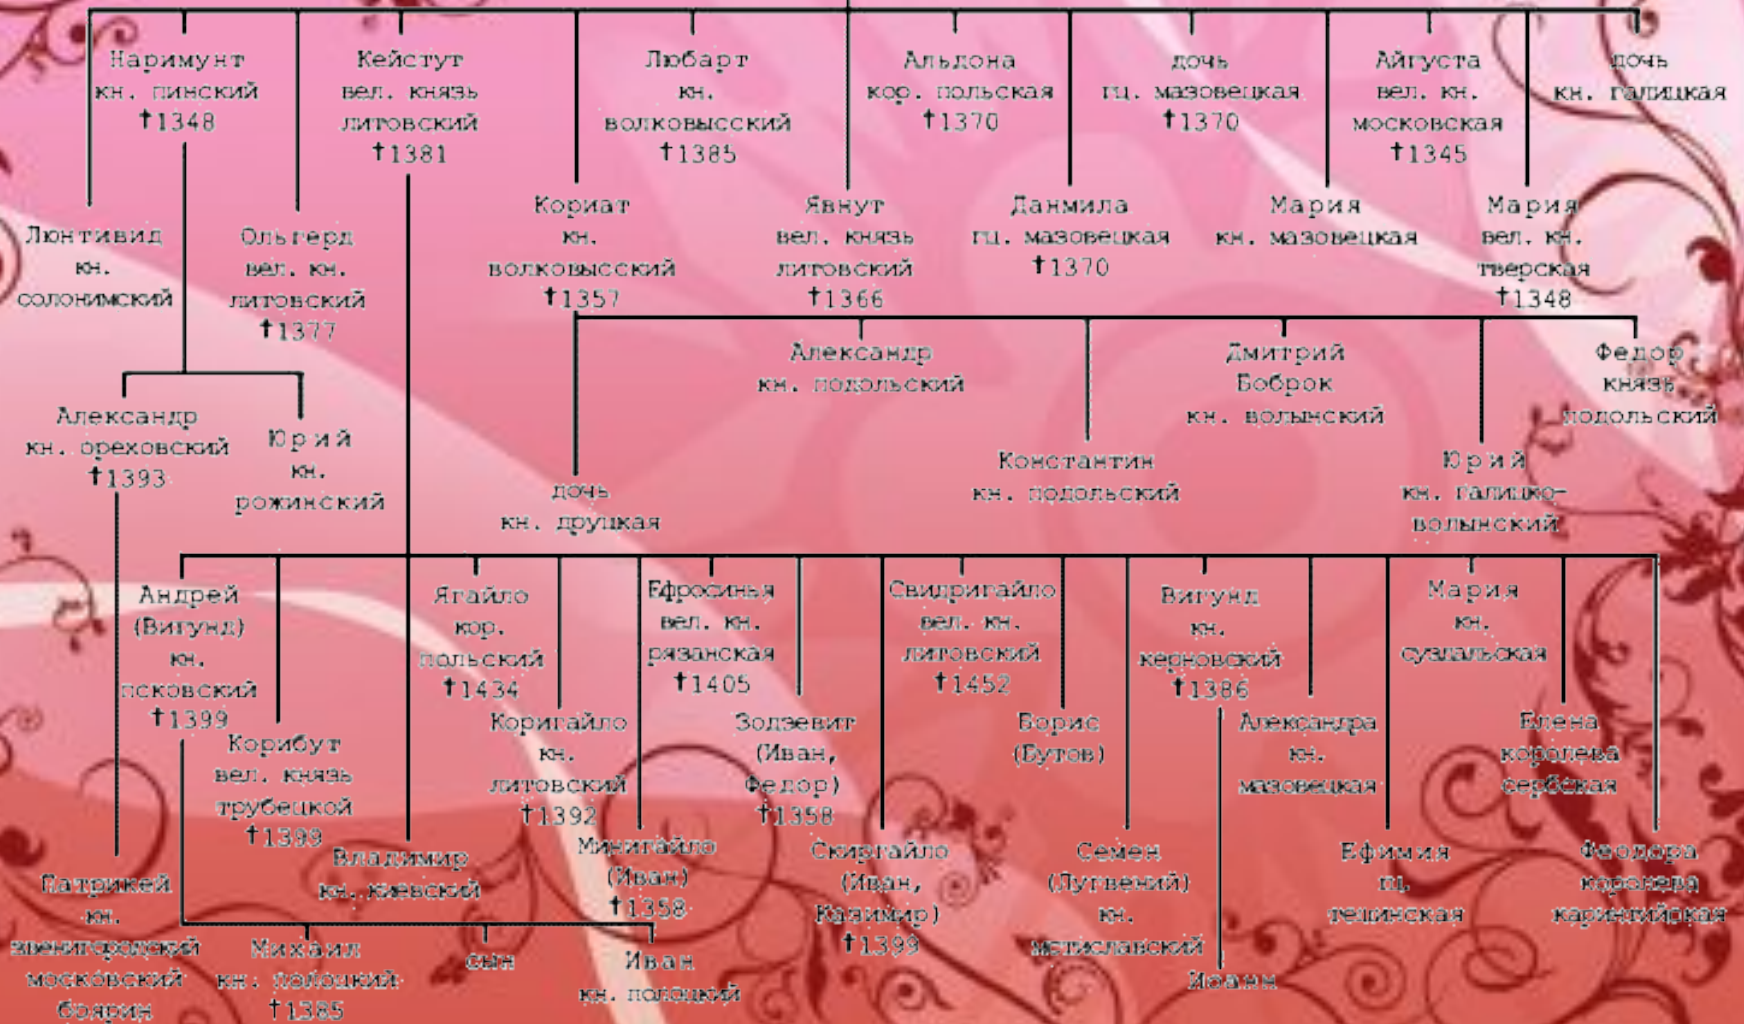 Наримунт
кн. пинский
†1348
Кейстут
вел. князь
литовский
†1381
Любарт
кн.
волковысский
†1385
Альдона
кор. польская
†1370
дочь
гц. мазовецкая
†1370
Айгуста
вел. кн.
московская
†1345
дочь
кн. галицкая
Люнтивид
кн.
солонимский
Ольгерд
вел. кн.
литовский
†1377
Кориат
кн.
волковысский
†1357
Явнут
вел. князь
литовский
†1366
Данмила
гц. мазовецкая
†1370
Мария
кн. мазовецкая
Мария
вел. кн.
тверская
†1348
Александр
кн. подольский
Дмитрий
Боброк
кн. волынский
Федор
князь
подольский
Александр
кн. ореховский
†1393
Юрий
кн.
рожинский
дочь
кн. друцкая
Константин
кн. подольский
Юрий
кн. галицко-
волынский
Андрей
(Вигунд)
кн.
псковский
†1399
Ягайло
кор.
польский
†1434
Ефросинья
вел. кн.
рязанская
†1405
Свидригайло
вел. кн.
литовский
†1452
Вигунд
кн.
керновский
†1386
Мария
кн.
суздальская
Корибут
вел. князь
трубецкой
†1399
Коригайло
кн.
литовский
†1392
Зодзевит
(Иван,
Федор)
†1358
Борис
(Бутов)
Александра
кн.
мазовецкая
Елена
королева
сербская
Владимир
кн. киевский
Минигайло
(Иван)
†1358
Скиргайло
(Иван,
Казимир)
†1399
Семен
(Лугвений)
кн.
мстиславский
Ефимия
гц.
тешинская
Феодора
королева
каринтийская
Патрикей
кн.
звенигородский
московский
боярин
Михаил
кн. полоцкий
†1385
сын
Иван
кн. полоцкий
Иоанн